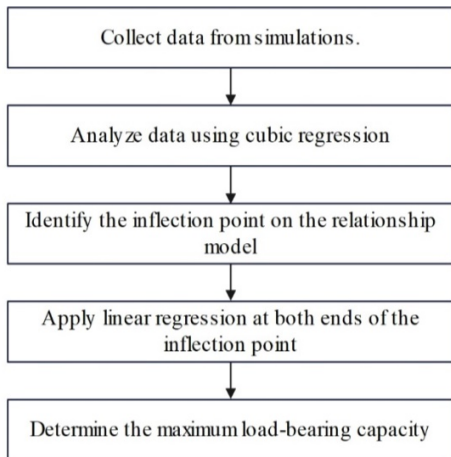 Collect data from simulations.
Analyze data using cubic regression
Identify the inflection point on the relationship
model
Apply linear regression at both ends of the
inflection point
Determine the maximum load-bearing capacity